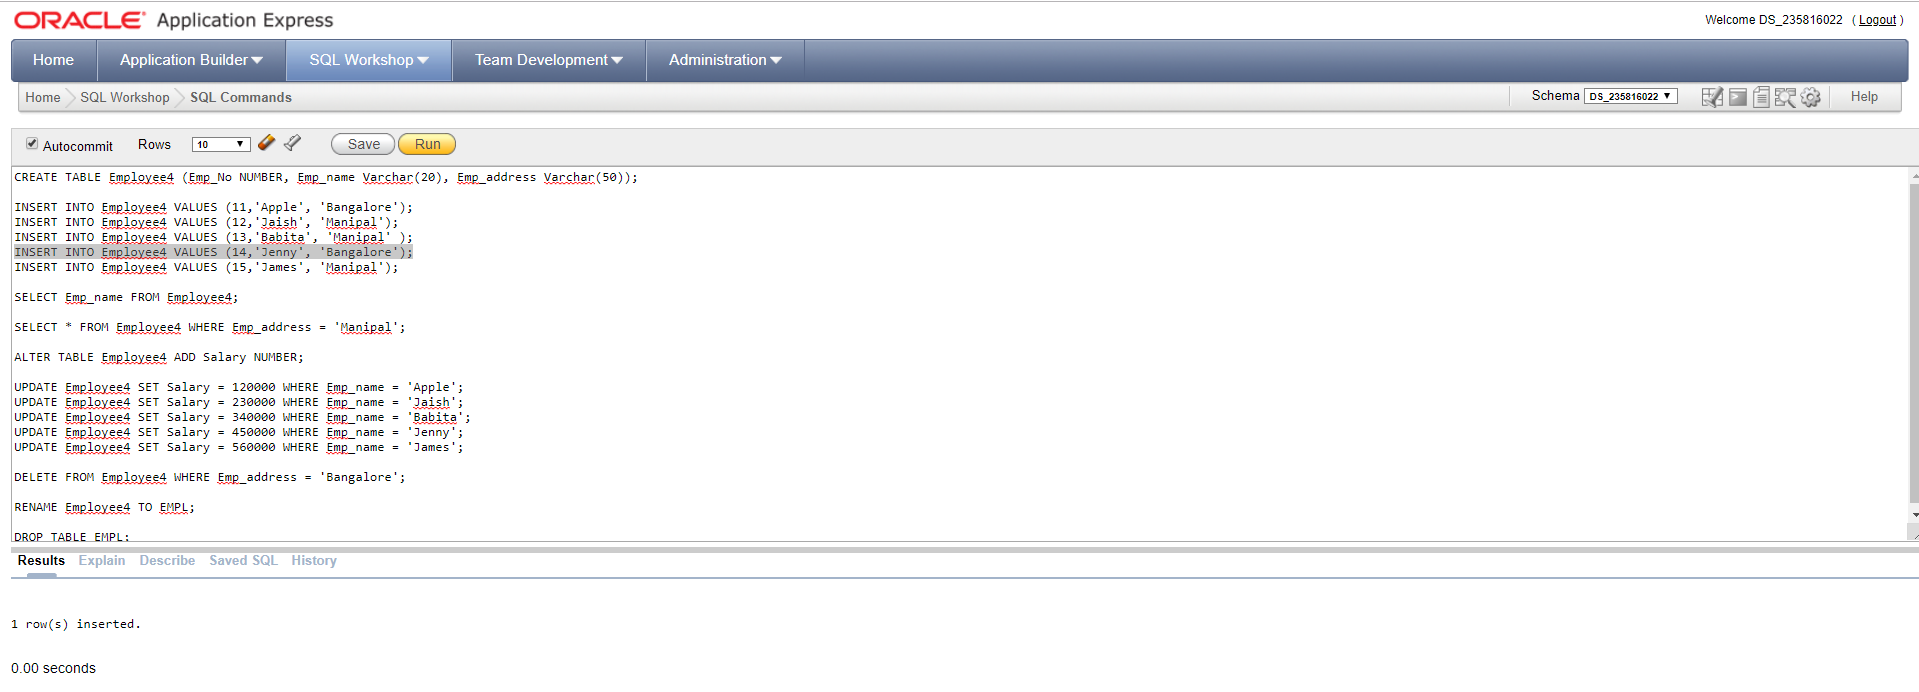 ORACLE Application Express
Welcome DS_235816022 ( Logout )
Home Application Builder SQL Workshop Team Development Administration
Home SQL Workshop SQL Commands Schema DS_235816022 Help
Autocommit Rows 10 Save Run
CREATE TABLE Employee4 (Emp_No NUMBER, Emp_name Varchar(20), Emp_address Varchar(50));
INSERT INTO Employee4 VALUES (11,'Apple', 'Bangalore');
INSERT INTO Employee4 VALUES (12,'Jaish', 'Manipal');
INSERT INTO Employee4 VALUES (13,'Babita', 'Manipal' );
INSERT INTO Employee4 VALUES (14,'Jenny', 'Bangalore');
INSERT INTO Employee4 VALUES (15,'James', 'Manipal');
SELECT Emp_name FROM Employee4;
SELECT * FROM Employee4 WHERE Emp_address = 'Manipal';
ALTER TABLE Employee4 ADD Salary NUMBER;
UPDATE Employee4 SET Salary = 120000 WHERE Emp_name = 'Apple';
UPDATE Employee4 SET Salary = 230000 WHERE Emp_name = 'Jaish';
UPDATE Employee4 SET Salary = 340000 WHERE Emp_name = 'Babita';
UPDATE Employee4 SET Salary = 450000 WHERE Emp_name = 'Jenny';
UPDATE Employee4 SET Salary = 560000 WHERE Emp_name = 'James';
DELETE FROM Employee4 WHERE Emp_address = 'Bangalore';
RENAME Employee4 TO EMPL;
DROP TABLE EMPL;
Results Explain Describe Saved SQL History
1 row(s) inserted.
0.00 seconds